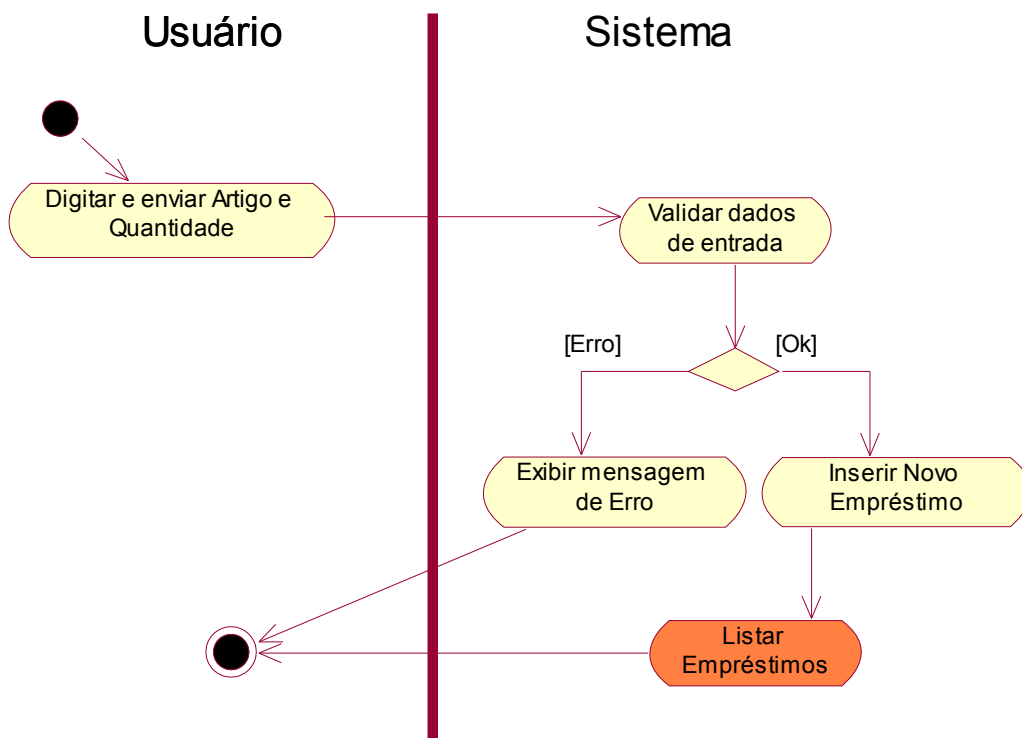 Usuário
Sistema
Digitar e enviar Artigo e
Quantidade
Validar dados
de entrada
[Erro]
[Ok]
Exibir mensagem
de Erro
Inserir Novo
Empréstimo
Listar
Empréstimos